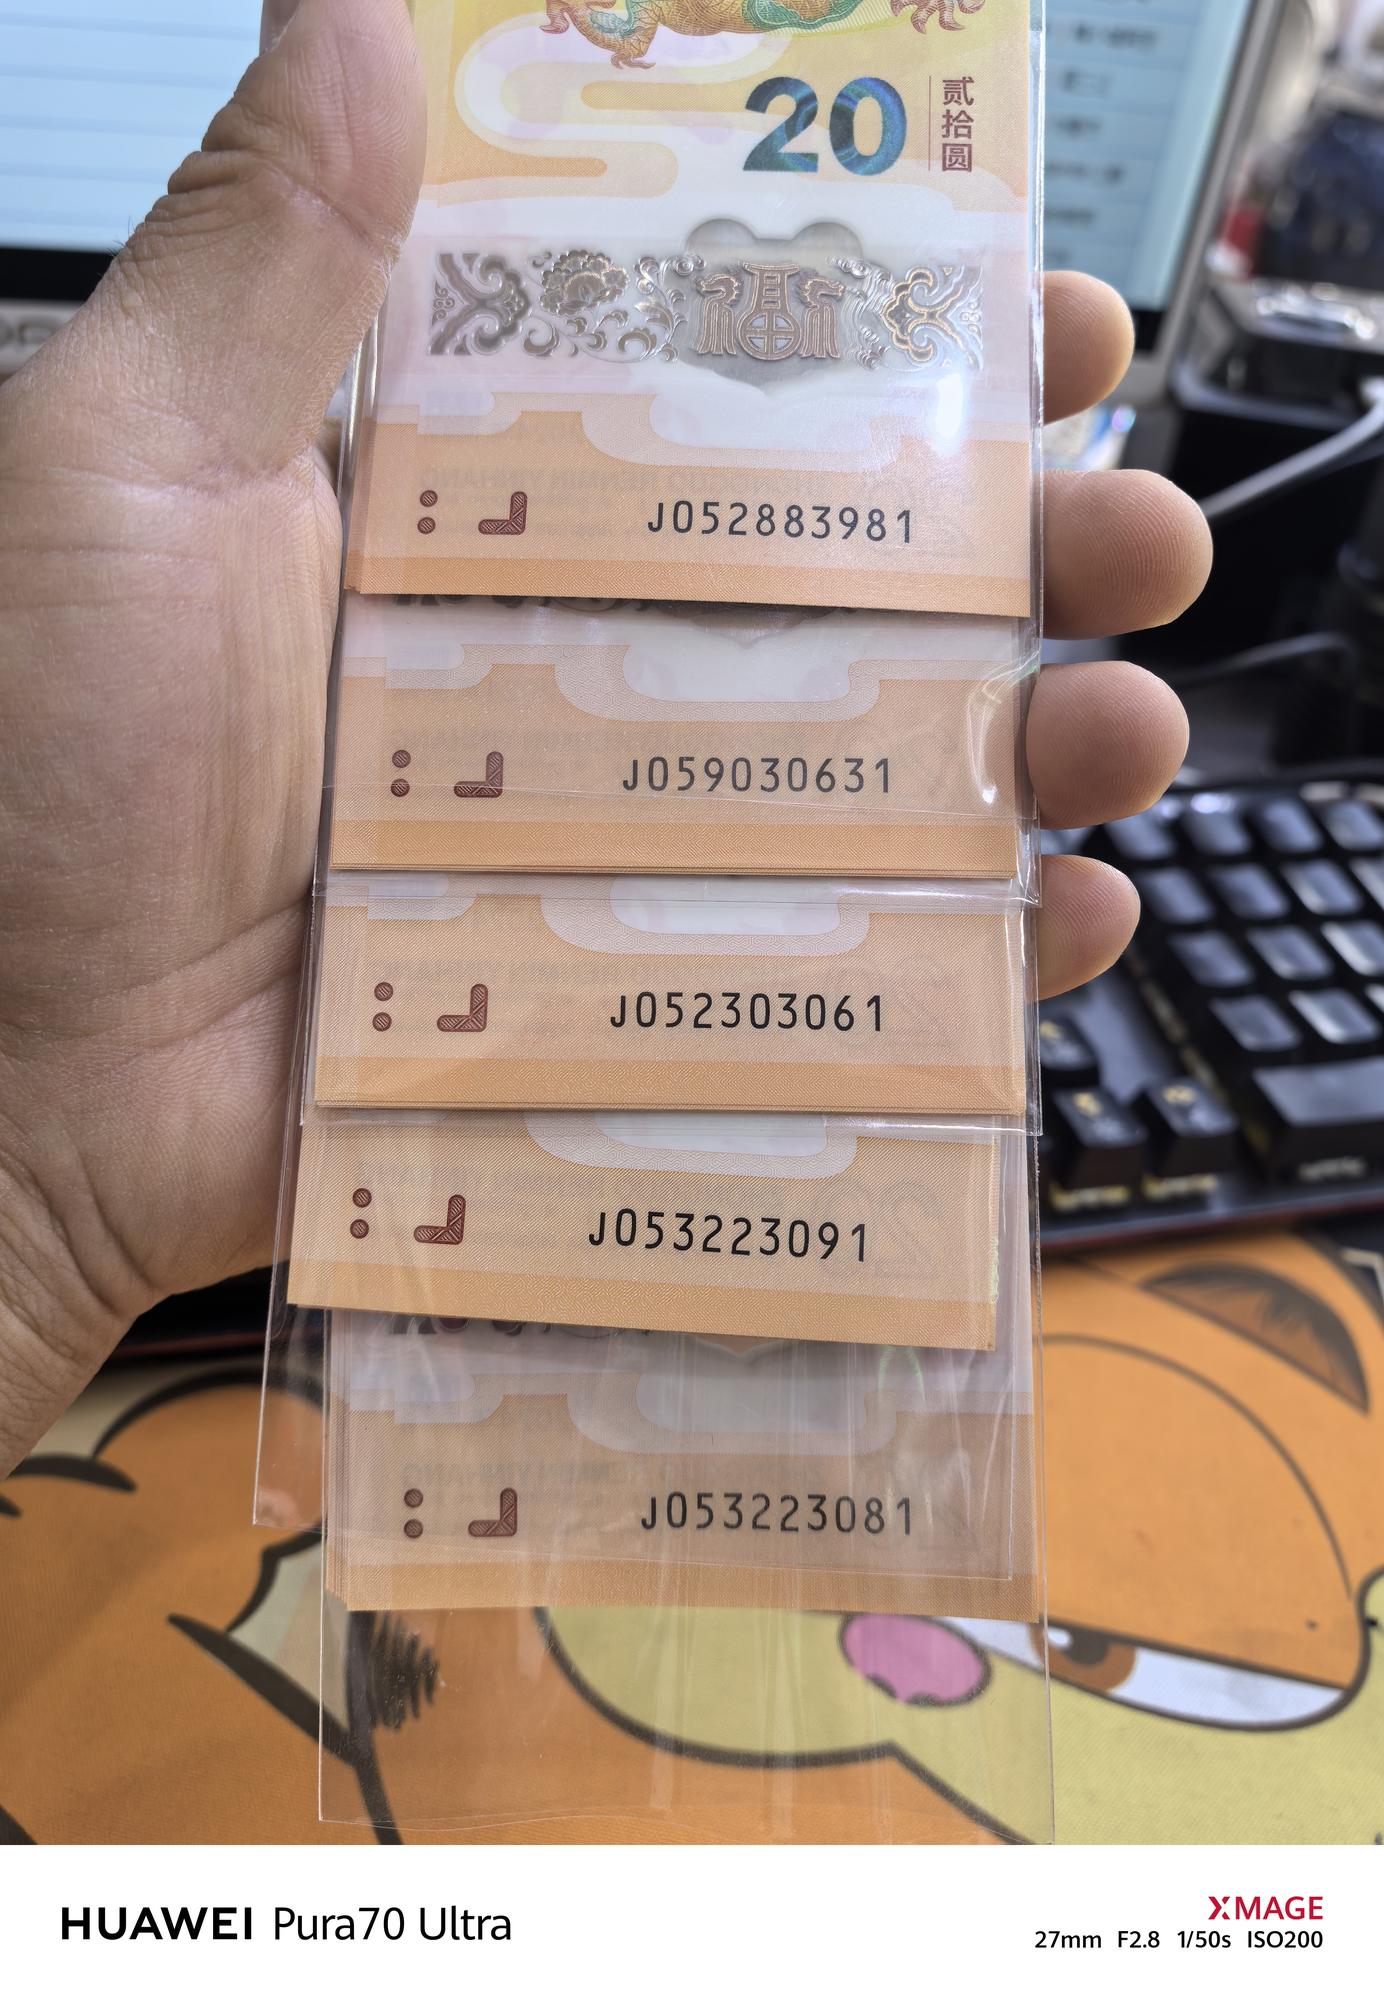 20
贰拾圆
J052883981
J059030631
J052303061
J053223091
J053223081
HUAWEI Pura70 Ultra
XMAGE
27mm F2.8 1/50s ISO200